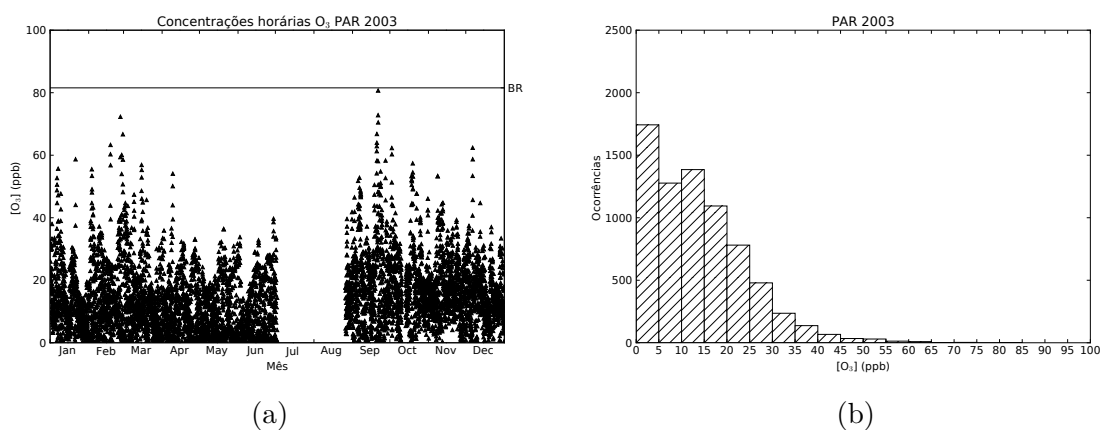 Concentrações horárias O₃ PAR 2003
100
80
60
40
20
0
[O₃] (ppb)
BR
Jan Feb Mar Apr May Jun Jul Aug Sep Oct Nov Dec
Mês
(a)
PAR 2003
2500
2000
1500
1000
500
0
Ocorrências
0 5 10 15 20 25 30 35 40 45 50 55 60 65 70 75 80 85 90 95 100
[O₃] (ppb)
(b)